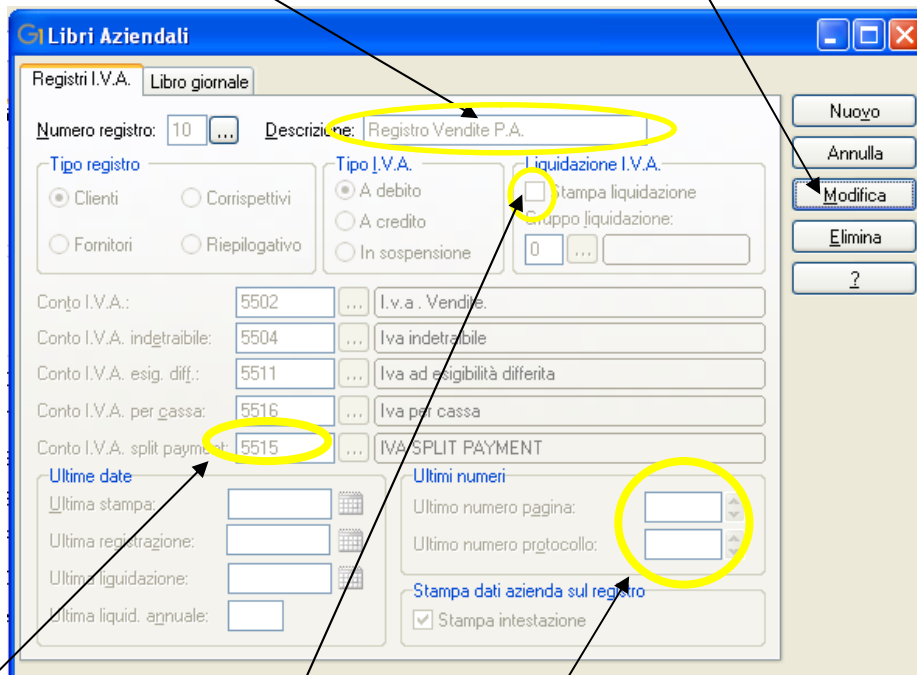 G1 Libri Aziendali
Registri I.V.A. Libro giornale
Numero registro: 10 ... Descrizione: Registro Vendite P.A.
Tipo registro
Clienti Corrispettivi
Fornitori Riepilogativo
Tipo I.V.A.
A debito
A credito
In sospensione
Liquidazione I.V.A.
Stampa liquidazione
Gruppo liquidazione:
0 ...
Conto I.V.A.: 5502 ... I.v.a . Vendite.
Conto I.V.A. indetraibile: 5504 ... Iva indetraibile
Conto I.V.A. esig. diff.: 5511 ... Iva ad esigibilità differita
Conto I.V.A. per cassa: 5516 ... Iva per cassa
Conto I.V.A. split payment: 5515 ... IVA SPLIT PAYMENT
Ultime date
Ultima stampa:
Ultima registrazione:
Ultima liquidazione:
Ultima liquid. annuale:
Ultimi numeri
Ultimo numero pagina:
Ultimo numero protocollo:
Stampa dati azienda sul registro
Stampa intestazione
Nuovo
Annulla
Modifica
Elimina
?